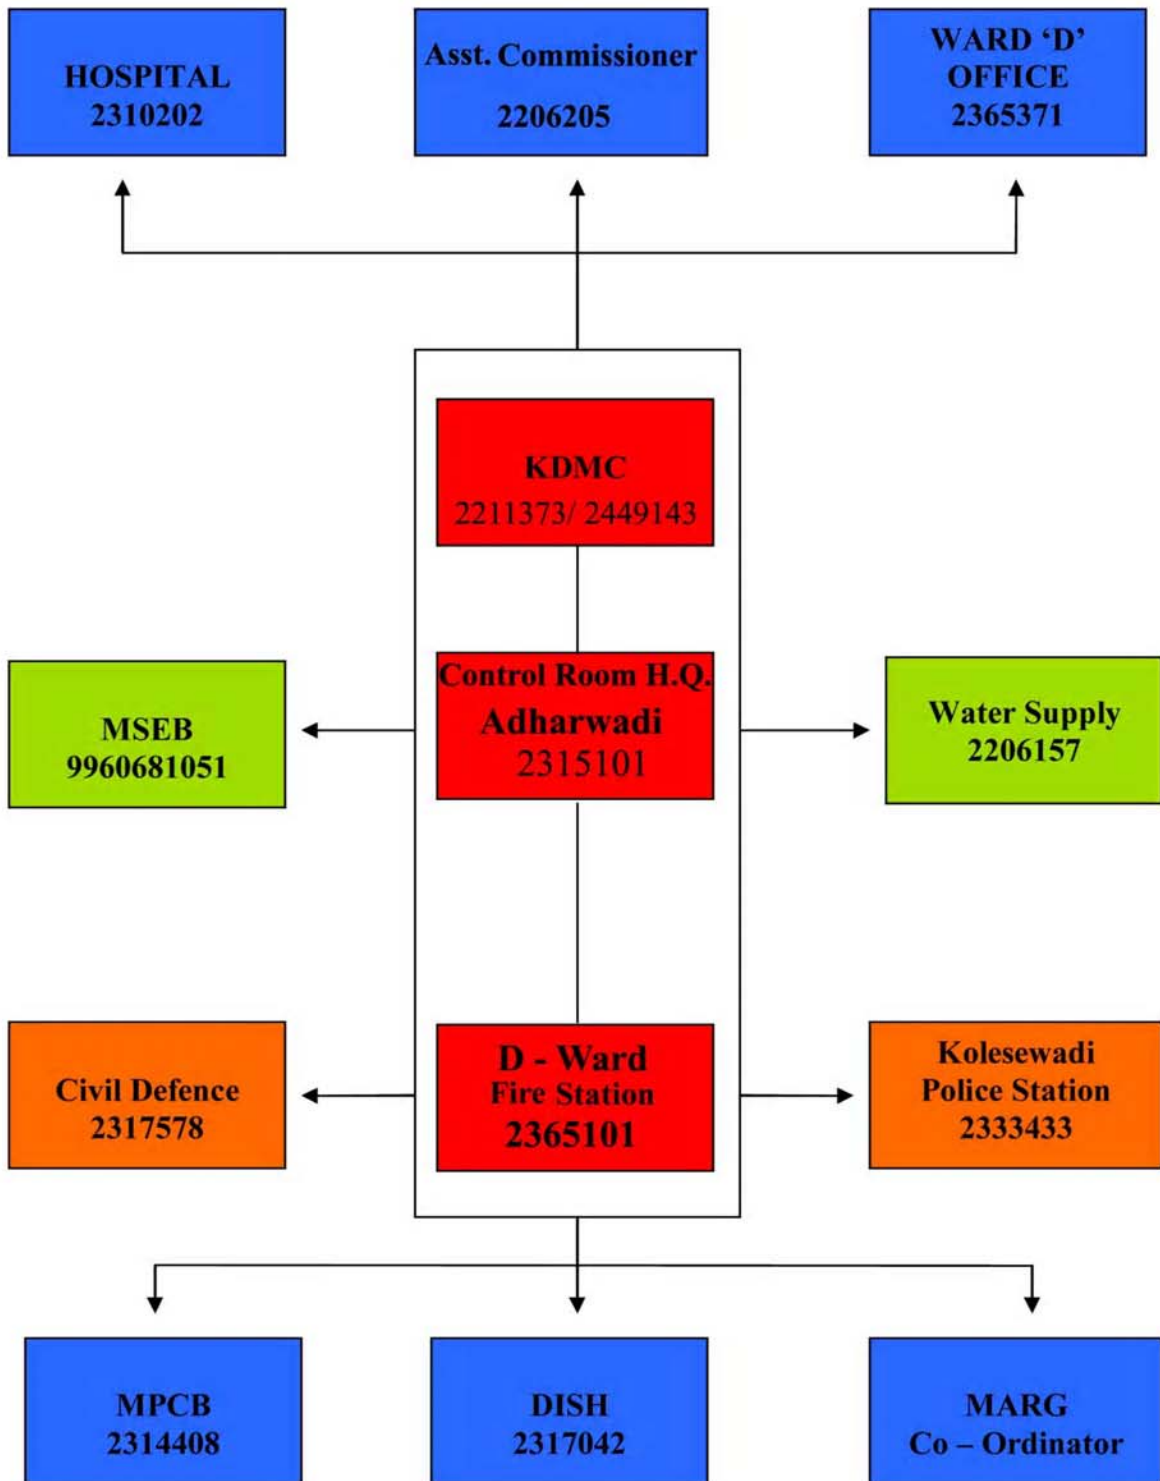 HOSPITAL
2310202
Asst. Commissioner
2206205
WARD ‘D’
OFFICE
2365371
KDMC
2211373/ 2449143
MSEB
9960681051
Control Room H.Q.
Adharwadi
2315101
Water Supply
2206157
Civil Defence
2317578
D - Ward
Fire Station
2365101
Kolesewadi
Police Station
2333433
MPCB
2314408
DISH
2317042
MARG
Co – Ordinator